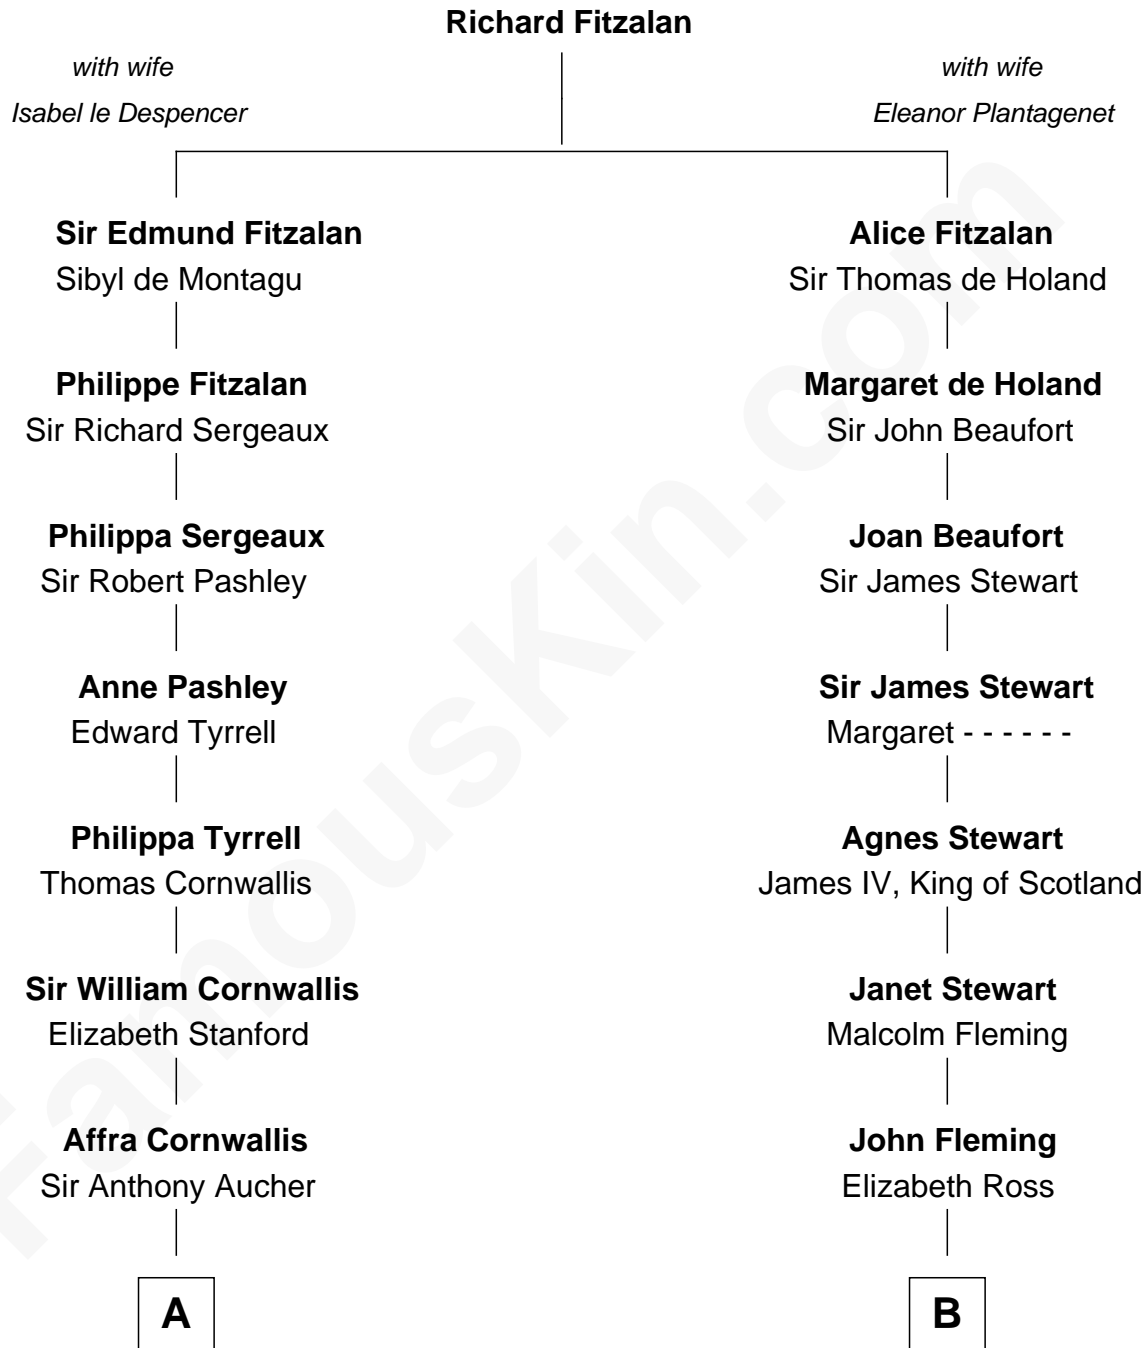 Richard Fitzalan
with wife
Isabel le Despencer
with wife
Eleanor Plantagenet
Sir Edmund Fitzalan
Sibyl de Montagu
Alice Fitzalan
Sir Thomas de Holand
Philippe Fitzalan
Sir Richard Sergeaux
Margaret de Holand
Sir John Beaufort
Philippa Sergeaux
Sir Robert Pashley
Joan Beaufort
Sir James Stewart
Anne Pashley
Edward Tyrrell
Sir James Stewart
Margaret - - - - - -
Philippa Tyrrell
Thomas Cornwallis
Agnes Stewart
James IV, King of Scotland
Sir William Cornwallis
Elizabeth Stanford
Janet Stewart
Malcolm Fleming
Affra Cornwallis
Sir Anthony Aucher
John Fleming
Elizabeth Ross
A
B
FamousKin.com